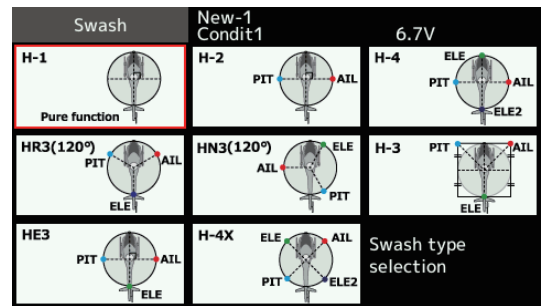 Swash
New-1
Condit1
6.7V
H-1
Pure function
H-2
PIT
AIL
H-4
ELE
PIT
AIL
ELE2
HR3(120°)
PIT
AIL
ELE
HN3(120°)
ELE
AIL
PIT
H-3
PIT
AIL
ELE
HE3
PIT
AIL
ELE
H-4X
ELE
AIL
PIT
ELE2
Swash type
selection